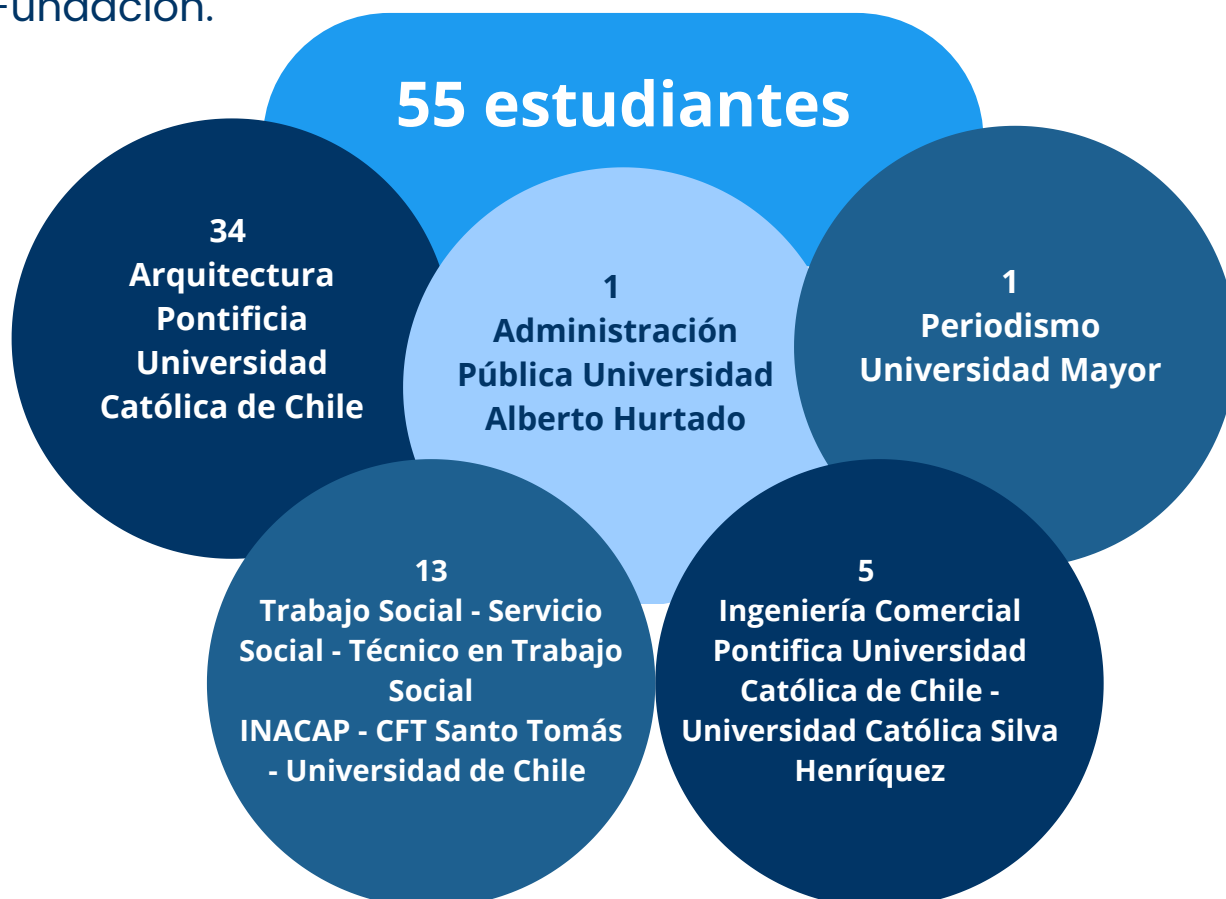 Fundación.
55 estudiantes
34
Arquitectura
Pontificia
Universidad
Católica de Chile
1
Administración
Pública Universidad
Alberto Hurtado
1
Periodismo
Universidad Mayor
13
Trabajo Social - Servicio
Social - Técnico en Trabajo
Social
INACAP - CFT Santo Tomás
- Universidad de Chile
5
Ingeniería Comercial
Pontifica Universidad
Católica de Chile -
Universidad Católica Silva
Henríquez